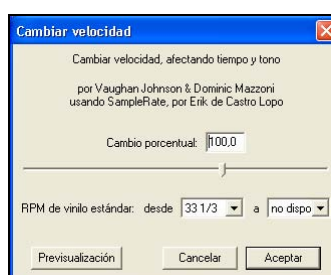 Cambiar velocidad
Cambiar velocidad, afectando tiempo y tono
por Vaughan Johnson & Dominic Mazzoni
usando SampleRate, por Erik de Castro Lopo
Cambio porcentual: 100,0
RPM de vinilo estándar: desde 33 1/3 a no dispo
Previsualización Cancelar Aceptar